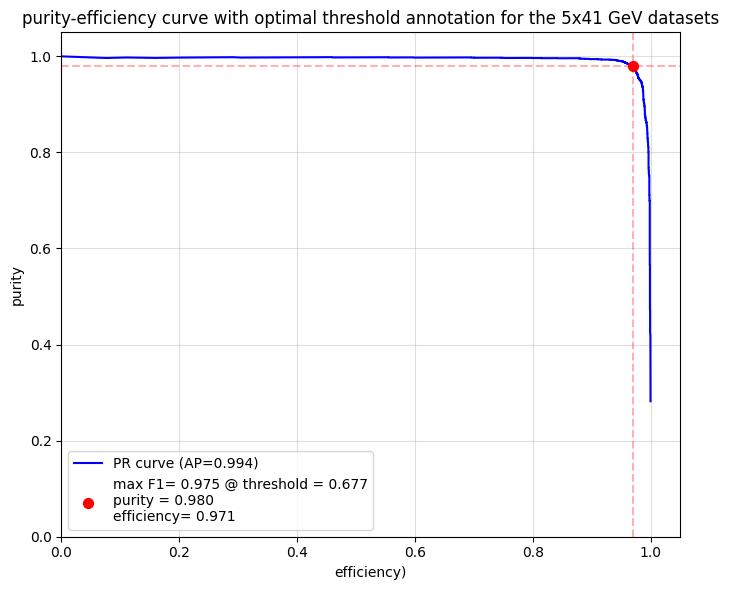 purity-efficiency curve with optimal threshold annotation for the 5x41 GeV datasets
1.0
0.8
0.6
0.4
0.2
0.0
purity
PR curve (AP=0.994)
max F1= 0.975 @ threshold = 0.677
purity = 0.980
efficiency= 0.971
0.0 0.2 0.4 0.6 0.8 1.0
efficiency)